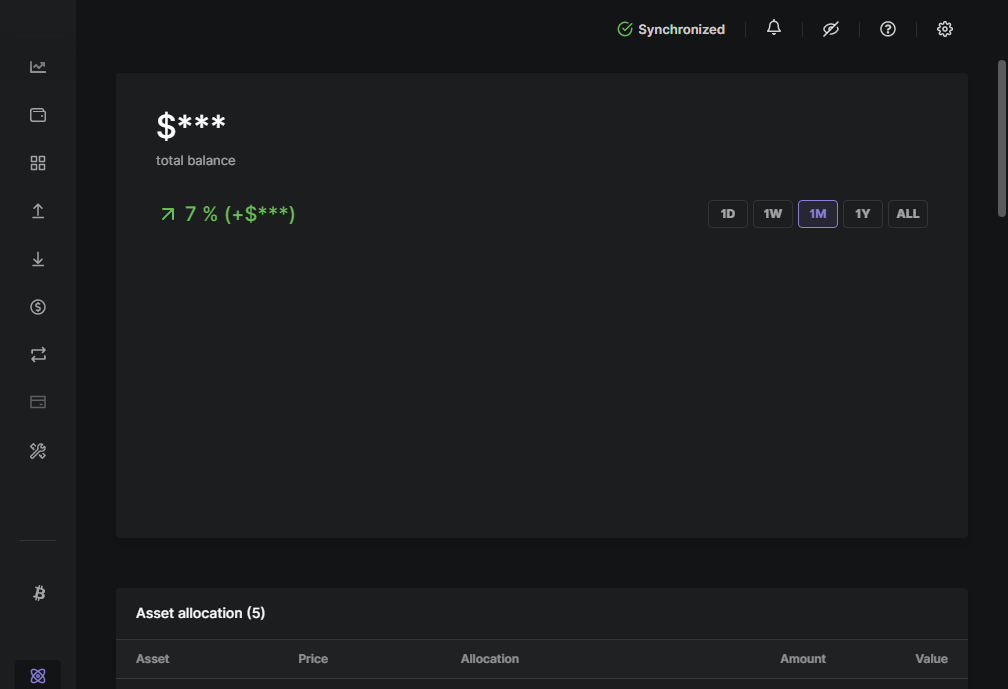 Synchronized
$***
total balance
7 % (+$***)
1D 1W 1M 1Y ALL
Asset allocation (5)
Asset Price Allocation Amount Value